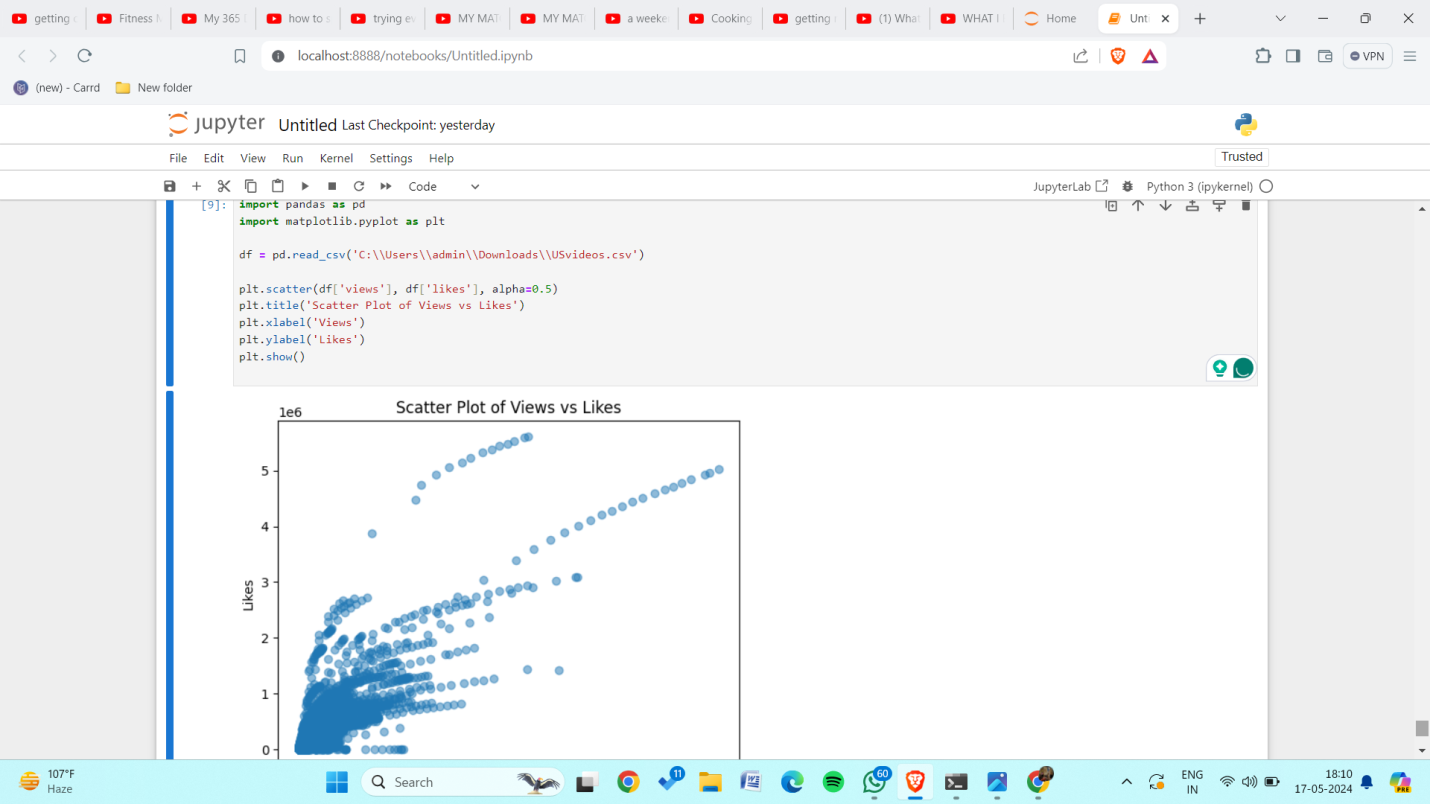 getting
Fitness
My 365
how to s
trying ev
MY MAT
MY MAT
a weeke
Cooking
getting
(1) What
WHAT I
Home
Unti
localhost:8888/notebooks/Untitled.ipynb
VPN
(new) - Carrd
New folder
jupyter Untitled Last Checkpoint: yesterday
File Edit View Run Kernel Settings Help
Trusted
Code
JupyterLab
Python 3 (ipykernel)
[9]: import pandas as pd
import matplotlib.pyplot as plt
df = pd.read_csv('C:\\Users\\admin\\Downloads\\USvideos.csv')
plt.scatter(df['views'], df['likes'], alpha=0.5)
plt.title('Scatter Plot of Views vs Likes')
plt.xlabel('Views')
plt.ylabel('Likes')
plt.show()
1e6
Scatter Plot of Views vs Likes
5
4
3
2
1
0
Likes
107°F
Haze
Search
11
60
ENG
IN
18:10
17-05-2024
PRE